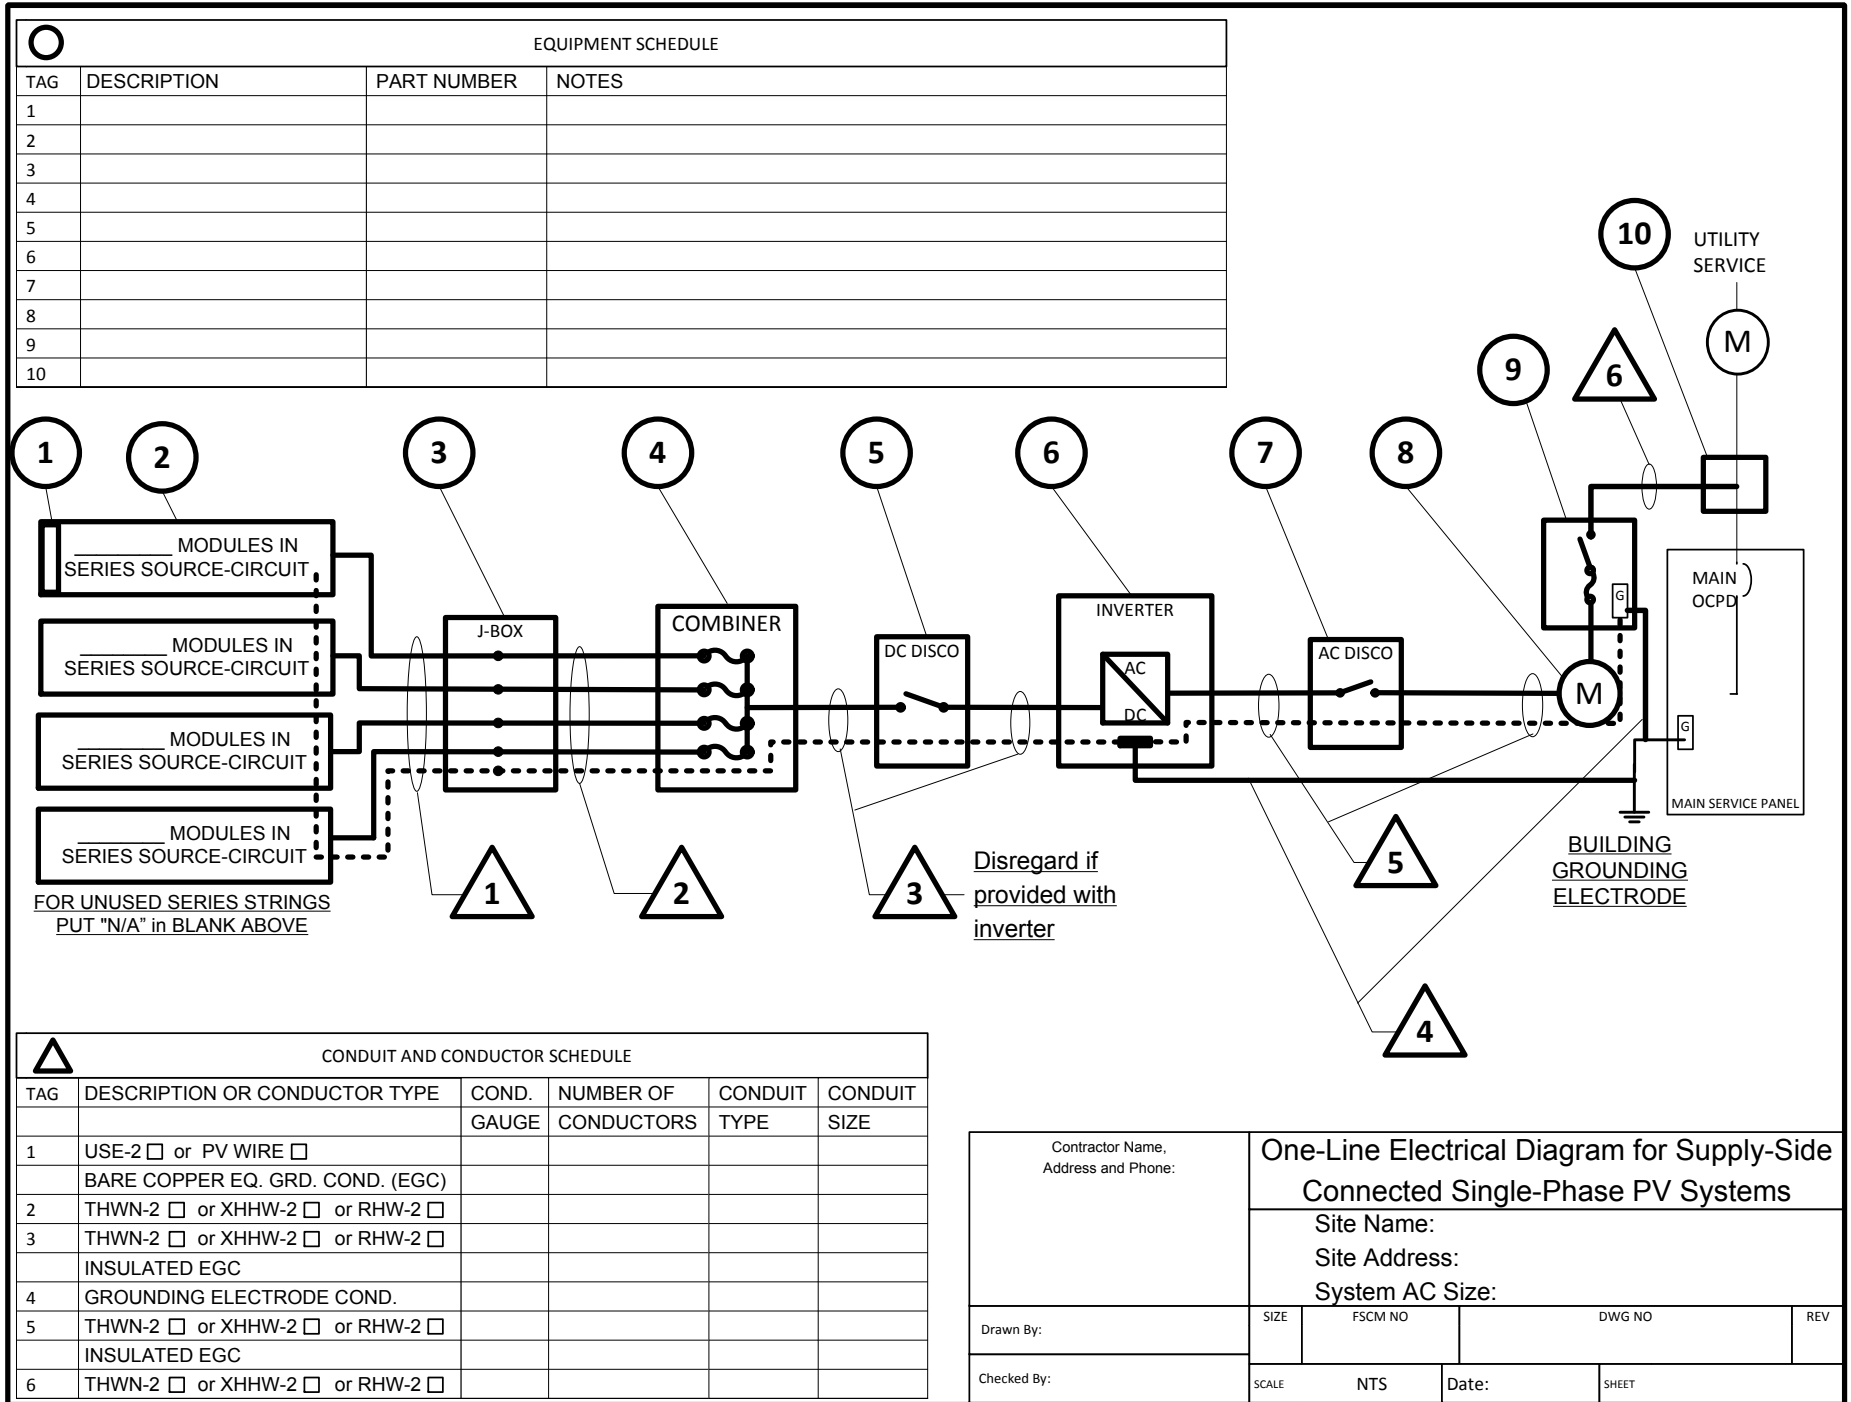 EQUIPMENT SCHEDULE
TAG DESCRIPTION PART NUMBER NOTES
1
2
3
4
5
6
7
8
9
10
10
UTILITY
SERVICE
M
9
6
1
2
3
4
5
6
7
8
_________ MODULES IN
SERIES SOURCE-CIRCUIT
________ MODULES IN
SERIES SOURCE-CIRCUIT
________ MODULES IN
SERIES SOURCE-CIRCUIT
________ MODULES IN
SERIES SOURCE-CIRCUIT
FOR UNUSED SERIES STRINGS
PUT "N/A” in BLANK ABOVE
J-BOX
COMBINER
DC DISCO
INVERTER
AC
DC
AC DISCO
M
G
MAIN
OCPD
G
MAIN SERVICE PANEL
BUILDING
GROUNDING
ELECTRODE
1
2
3
Disregard if
provided with
inverter
5
4
CONDUIT AND CONDUCTOR SCHEDULE
TAG DESCRIPTION OR CONDUCTOR TYPE COND. NUMBER OF CONDUIT CONDUIT
GAUGE CONDUCTORS TYPE SIZE
1 USE-2 □ or PV WIRE □
BARE COPPER EQ. GRD. COND. (EGC)
2 THWN-2 □ or XHHW-2 □ or RHW-2 □
3 THWN-2 □ or XHHW-2 □ or RHW-2 □
INSULATED EGC
4 GROUNDING ELECTRODE COND.
5 THWN-2 □ or XHHW-2 □ or RHW-2 □
INSULATED EGC
6 THWN-2 □ or XHHW-2 □ or RHW-2 □
Contractor Name,
Address and Phone:
Drawn By:
Checked By:
One-Line Electrical Diagram for Supply-Side
Connected Single-Phase PV Systems
Site Name:
Site Address:
System AC Size:
SIZE FSCM NO DWG NO REV
SCALE NTS Date: SHEET